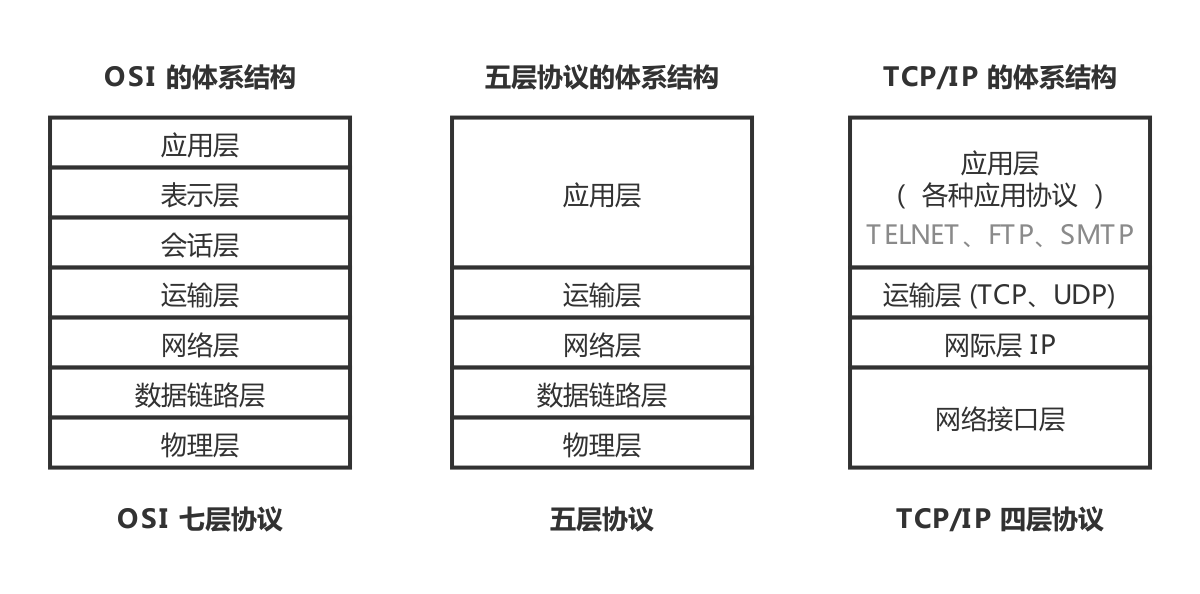 OSI 的体系结构
应用层
表示层
会话层
运输层
网络层
数据链路层
物理层
OSI 七层协议
五层协议的体系结构
应用层
运输层
网络层
数据链路层
物理层
五层协议
TCP/IP 的体系结构
应用层
( 各种应用协议 )
TELNET、FTP、SMTP
运输层 (TCP、UDP)
网际层 IP
网络接口层
TCP/IP 四层协议